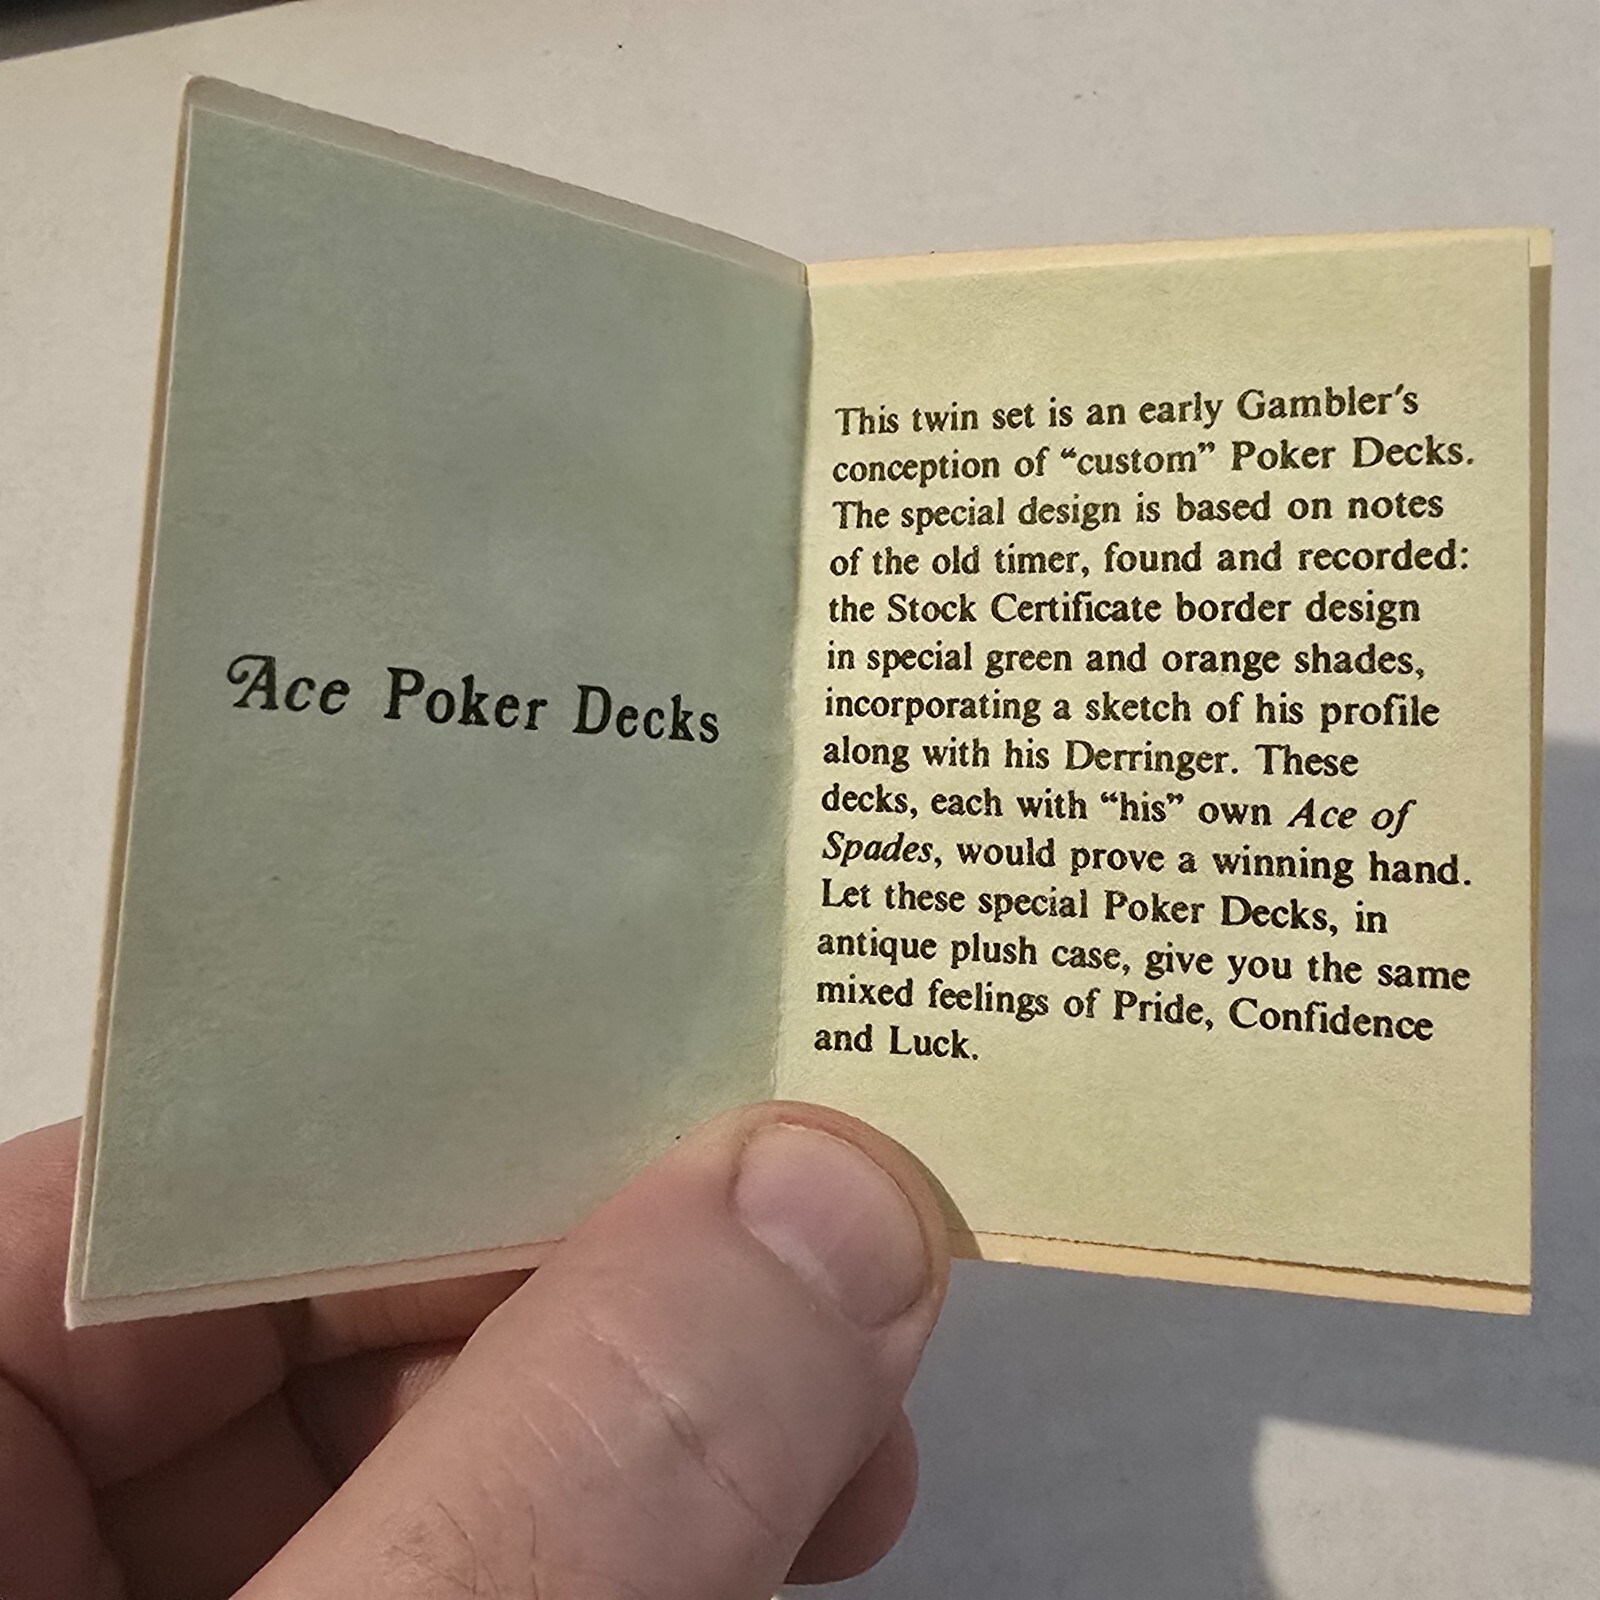 Ace Poker Decks
This twin set is an early Gambler's
conception of “custom” Poker Decks.
The special design is based on notes
of the old timer, found and recorded:
the Stock Certificate border design
in special green and orange shades,
incorporating a sketch of his profile
along with his Derringer. These
decks, each with “his” own Ace of
Spades, would prove a winning hand.
Let these special Poker Decks, in
antique plush case, give you the same
mixed feelings of Pride, Confidence
and Luck.